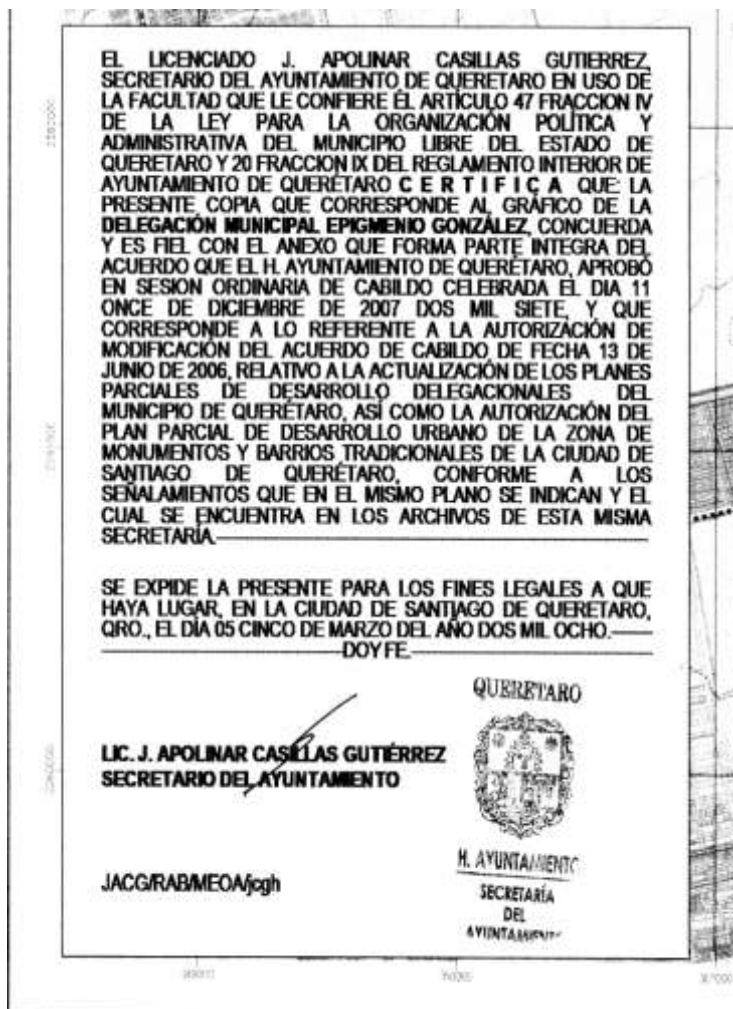 EL LICENCIADO J. APOLINAR CASILLAS GUTIERREZ,
SECRETARIO DEL AYUNTAMIENTO DE QUERETARO EN USO DE
LA FACULTAD QUE LE CONFIERE EL ARTÍCULO 47 FRACCION IV
DE LA LEY PARA LA ORGANIZACIÓN POLÍTICA Y
ADMINISTRATIVA DEL MUNICIPIO LIBRE DEL ESTADO DE
QUERETARO Y 20 FRACCION IX DEL REGLAMENTO INTERIOR DE
AYUNTAMIENTO DE QUERÉTARO C E R T I F I C A QUE: LA
PRESENTE COPIA QUE CORRESPONDE AL GRÁFICO DE LA
DELEGACIÓN MUNICIPAL EPIGMENIO GONZÁLEZ, CONCUERDA
Y ES FIEL CON EL ANEXO QUE FORMA PARTE INTEGRA DEL
ACUERDO QUE EL H. AYUNTAMIENTO DE QUERÉTARO, APROBÓ
EN SESION ORDINARIA DE CABILDO CELEBRADA EL DIA 11
ONCE DE DICIEMBRE DE 2007 DOS MIL SIETE, Y QUE
CORRESPONDE A LO REFERENTE A LA AUTORIZACIÓN DE
MODIFICACIÓN DEL ACUERDO DE CABILDO DE FECHA 13 DE
JUNIO DE 2006, RELATIVO A LA ACTUALIZACIÓN DE LOS PLANES
PARCIALES DE DESARROLLO DELEGACIONALES DEL
MUNICIPIO DE QUERÉTARO, ASÍ COMO LA AUTORIZACIÓN DEL
PLAN PARCIAL DE DESARROLLO URBANO DE LA ZONA DE
MONUMENTOS Y BARRIOS TRADICIONALES DE LA CIUDAD DE
SANTIAGO DE QUERÉTARO, CONFORME A LOS
SEÑALAMIENTOS QUE EN EL MISMO PLANO SE INDICAN Y EL
CUAL SE ENCUENTRA EN LOS ARCHIVOS DE ESTA MISMA
SECRETARÍA.
SE EXPIDE LA PRESENTE PARA LOS FINES LEGALES A QUE
HAYA LUGAR, EN LA CIUDAD DE SANTIAGO DE QUERETARO,
QRO., EL DÍA 05 CINCO DE MARZO DEL AÑO DOS MIL OCHO.
DOY FE.
QUERETARO
LIC. J. APOLINAR CASILLAS GUTIÉRREZ
SECRETARIO DEL AYUNTAMIENTO
H. AYUNTAMIENTO
JACG/RAB/MEOA/jcgh
SECRETARÍA
DEL
AYUNTAMIENTO